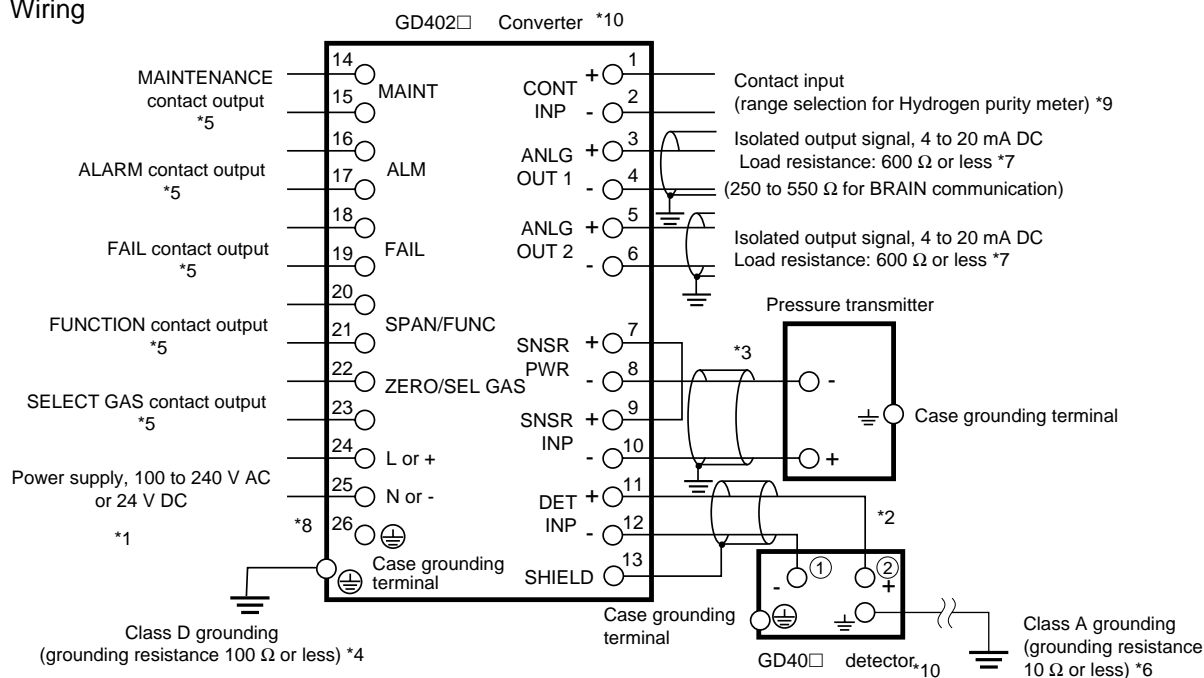 Wiring
GD402□ Converter *10
MAINTENANCE
contact output
*5
ALARM contact output
*5
FAIL contact output
*5
FUNCTION contact output
*5
SELECT GAS contact output
*5
Power supply, 100 to 240 V AC
or 24 V DC
*1
*8
14
15
MAINT
16
17
ALM
18
19
FAIL
20
21
SPAN/FUNC
22
23
ZERO/SEL GAS
24
L or +
25
N or -
26
Case grounding
terminal
Class D grounding
(grounding resistance 100 Ω or less) *4
CONT
INP
+
1
-
2
ANLG
OUT 1
+
3
-
4
ANLG
OUT 2
+
5
-
6
SNSR
PWR
+
7
-
8
SNSR
INP
+
9
-
10
DET
INP
+
11
-
12
SHIELD
13
Contact input
(range selection for Hydrogen purity meter) *9
Isolated output signal, 4 to 20 mA DC
Load resistance: 600 Ω or less *7
(250 to 550 Ω for BRAIN communication)
Isolated output signal, 4 to 20 mA DC
Load resistance: 600 Ω or less *7
Pressure transmitter
*3
-
+
Case grounding terminal
*2
- ① ② +
Case grounding
terminal
GD40□ detector *10
Class A grounding
(grounding resistance
10 Ω or less) *6